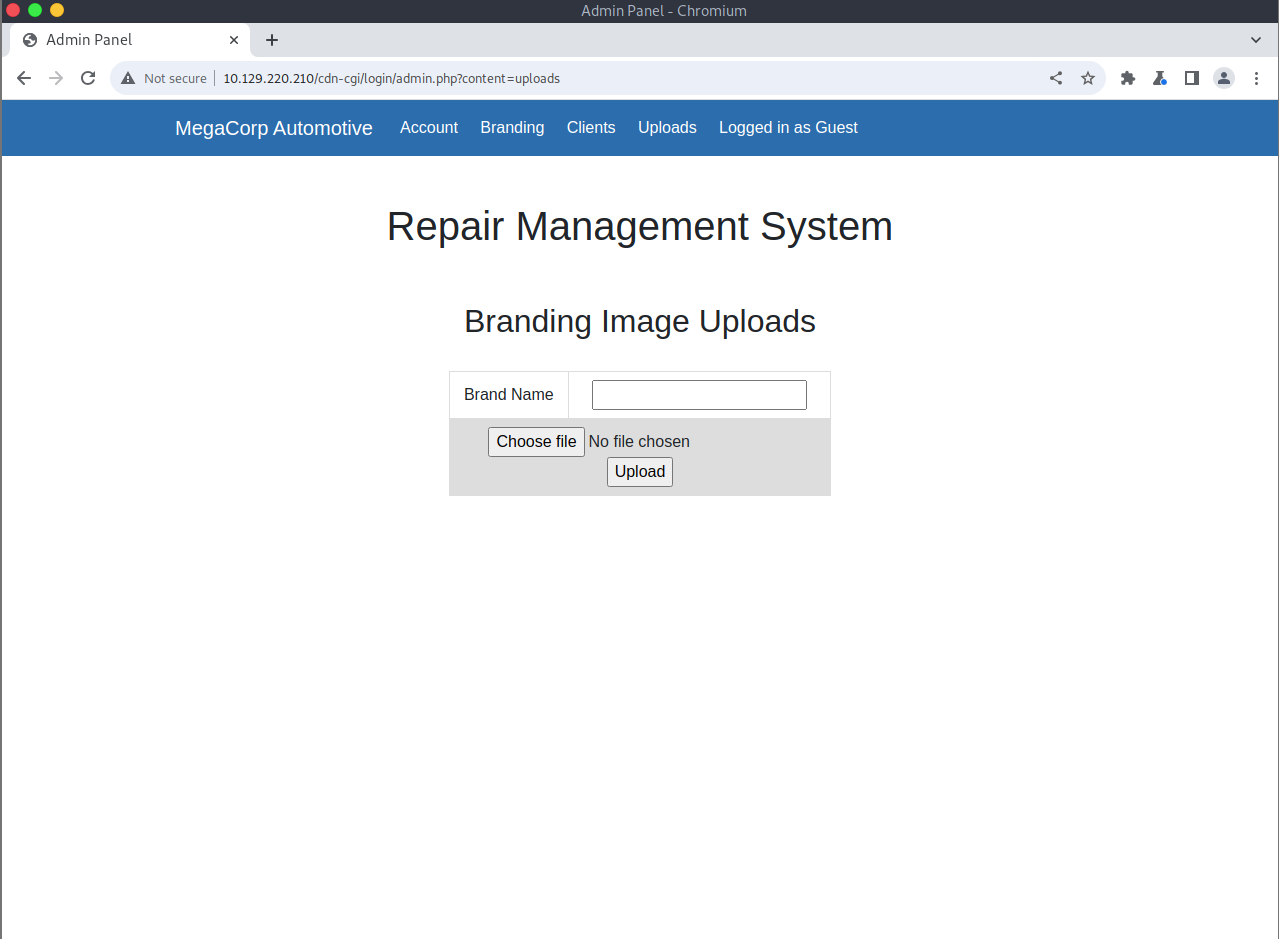 Admin Panel - Chromium
Admin Panel
Not secure 10.129.220.210/cdn-cgi/login/admin.php?content=uploads
MegaCorp Automotive Account Branding Clients Uploads Logged in as Guest
Repair Management System
Branding Image Uploads
Brand Name
Choose file No file chosen
Upload